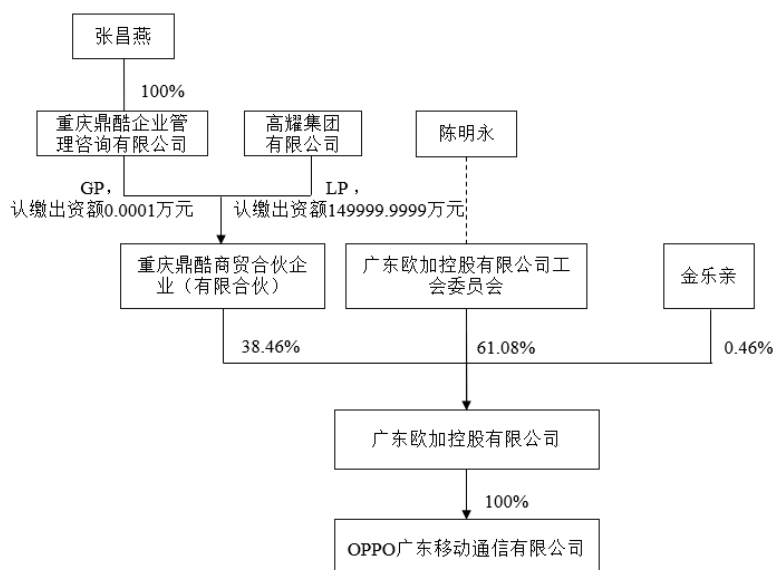 张昌燕
100%
重庆鼎酷企业管
理咨询有限公司
高耀集团
有限公司
陈明永
GP，
认缴出资额0.0001万元
LP，
认缴出资额149999.9999万元
重庆鼎酷商贸合伙企
业（有限合伙）
广东欧加控股有限公司工
会委员会
金乐亲
38.46%
61.08%
0.46%
广东欧加控股有限公司
100%
OPPO广东移动通信有限公司